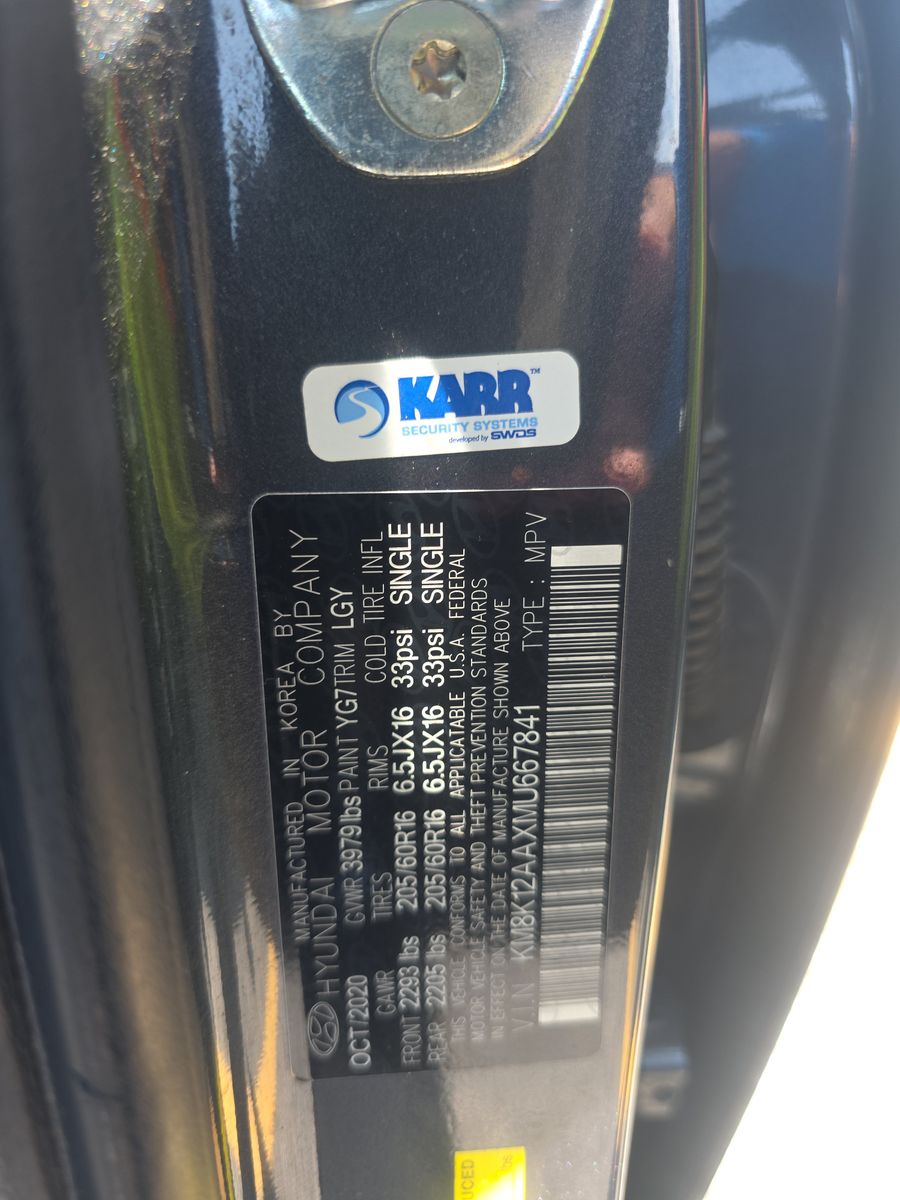 KARR™
SECURITY SYSTEMS
developed by SWDS
MANUFACTURED IN KOREA BY
HYUNDAI MOTOR COMPANY
OCT/2020 GVWR 3979lbs PAINT YG7 TRIM LGY
GAWR TIRES RIMS COLD TIRE INFL
FRONT 2293 lbs 205/60R16 6.5JX16 33psi SINGLE
REAR 2205 lbs 205/60R16 6.5JX16 33psi SINGLE
THIS VEHICLE CONFORMS TO ALL APPLICATABLE U.S.A. FEDERAL
MOTOR VEHICLE SAFETY AND THEFT PREVENTION STANDARDS
IN EFFECT ON THE DATE OF MANUFACTURE SHOWN ABOVE
V.I.N KM8K12AAXMU667841 TYPE : MPV
UCED